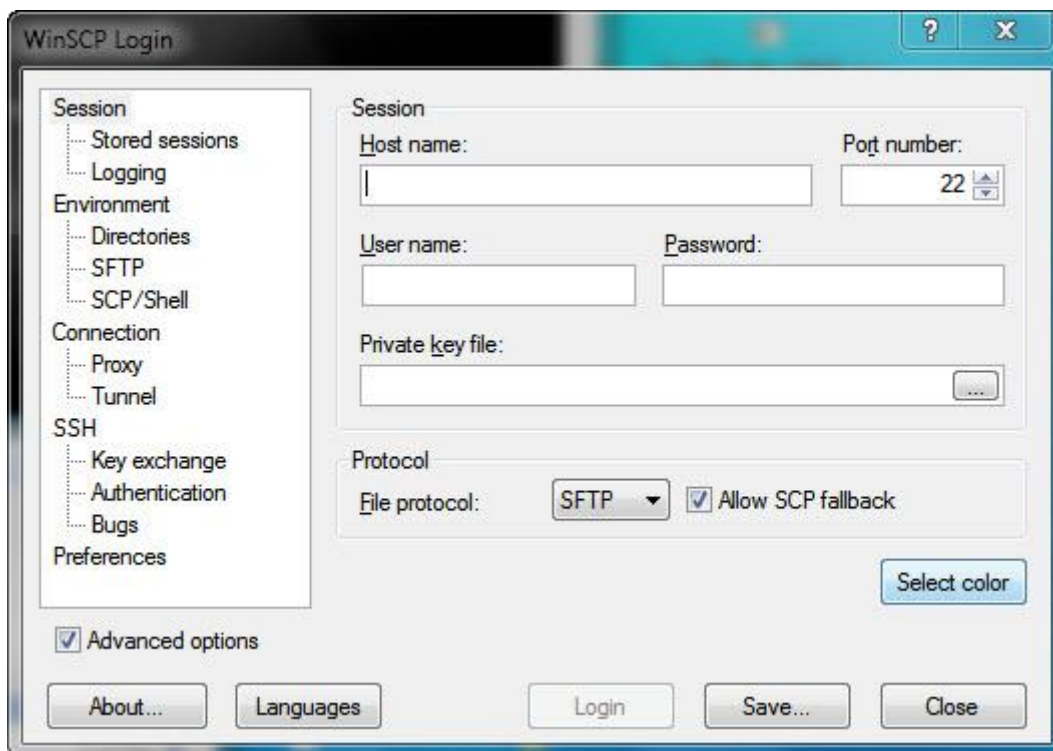 WinSCP Login
Session
Stored sessions
Logging
Environment
Directories
SFTP
SCP/Shell
Connection
Proxy
Tunnel
SSH
Key exchange
Authentication
Bugs
Preferences
Advanced options
Session
Host name:
Port number:
22
User name:
Password:
Private key file:
...
Protocol
File protocol:
SFTP
Allow SCP fallback
Select color
About...
Languages
Login
Save...
Close